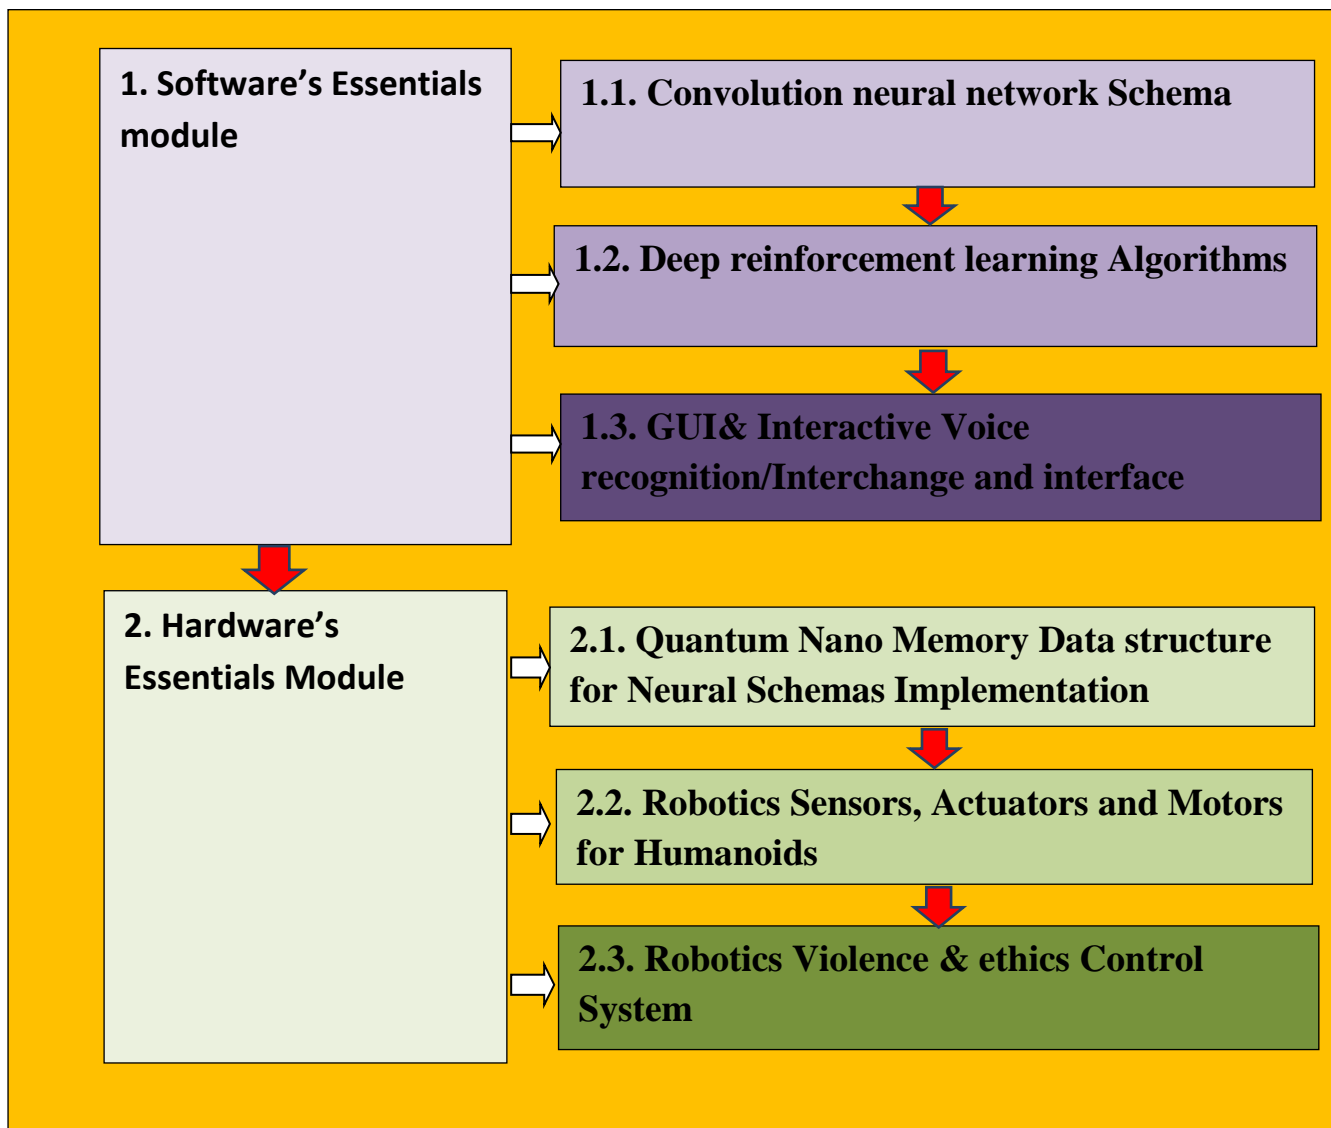 1. Software’s Essentials
module
1.1. Convolution neural network Schema
1.2. Deep reinforcement learning Algorithms
1.3. GUI& Interactive Voice
recognition/Interchange and interface
2. Hardware’s
Essentials Module
2.1. Quantum Nano Memory Data structure
for Neural Schemas Implementation
2.2. Robotics Sensors, Actuators and Motors
for Humanoids
2.3. Robotics Violence & ethics Control
System